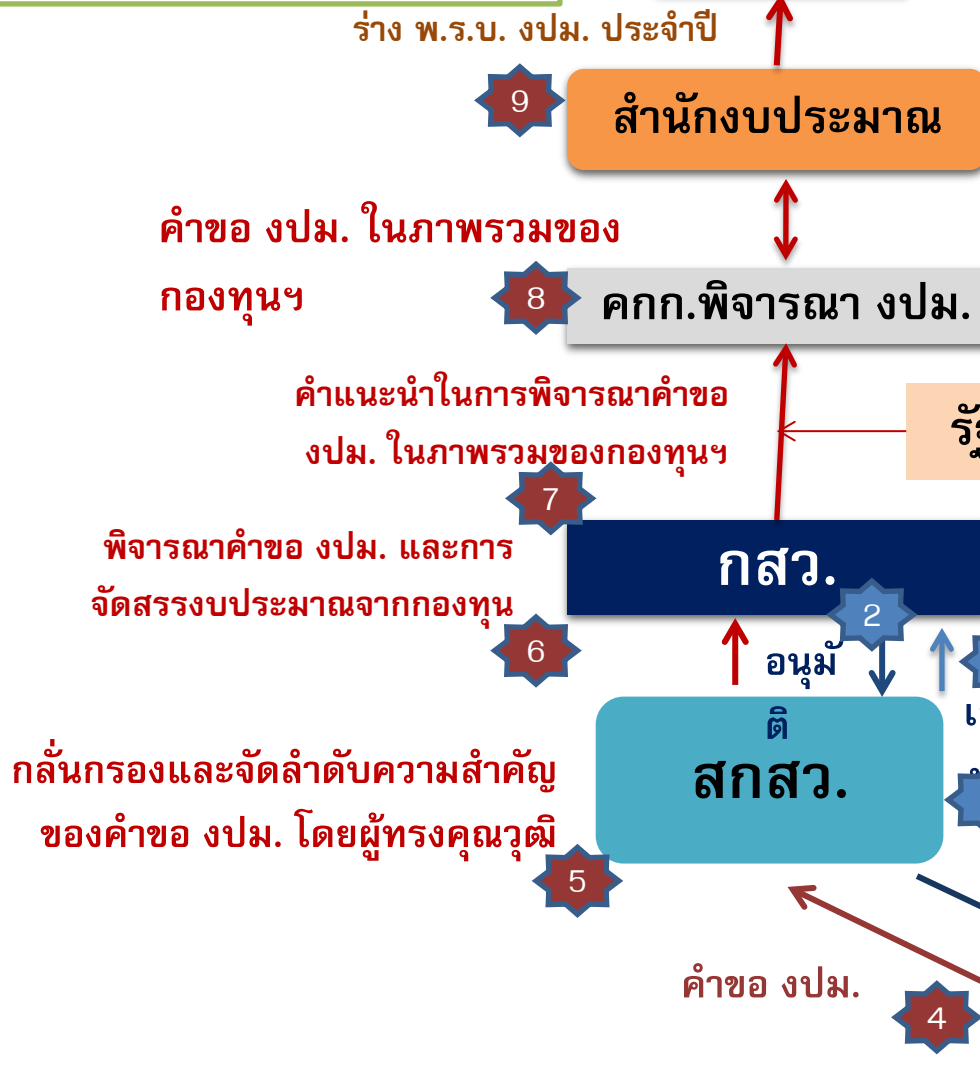 ร่าง พ.ร.บ. งปม. ประจำปี
9
สำนักงบประมาณ
คำขอ งปม. ในภาพรวมของ
กองทุนฯ
8
คกก.พิจารณา งปม.
คำแนะนำในการพิจารณาคำขอ
งปม. ในภาพรวมของกองทุนฯ
7
กสว.
พิจารณาคำขอ งปม. และการ
จัดสรรงบประมาณจากกองทุน
6
2
อนุมั
ติ
สกสว.
กลั่นกรองและจัดลำดับความสำคัญ
ของคำขอ งปม. โดยผู้ทรงคุณวุฒิ
5
คำขอ งปม.
4